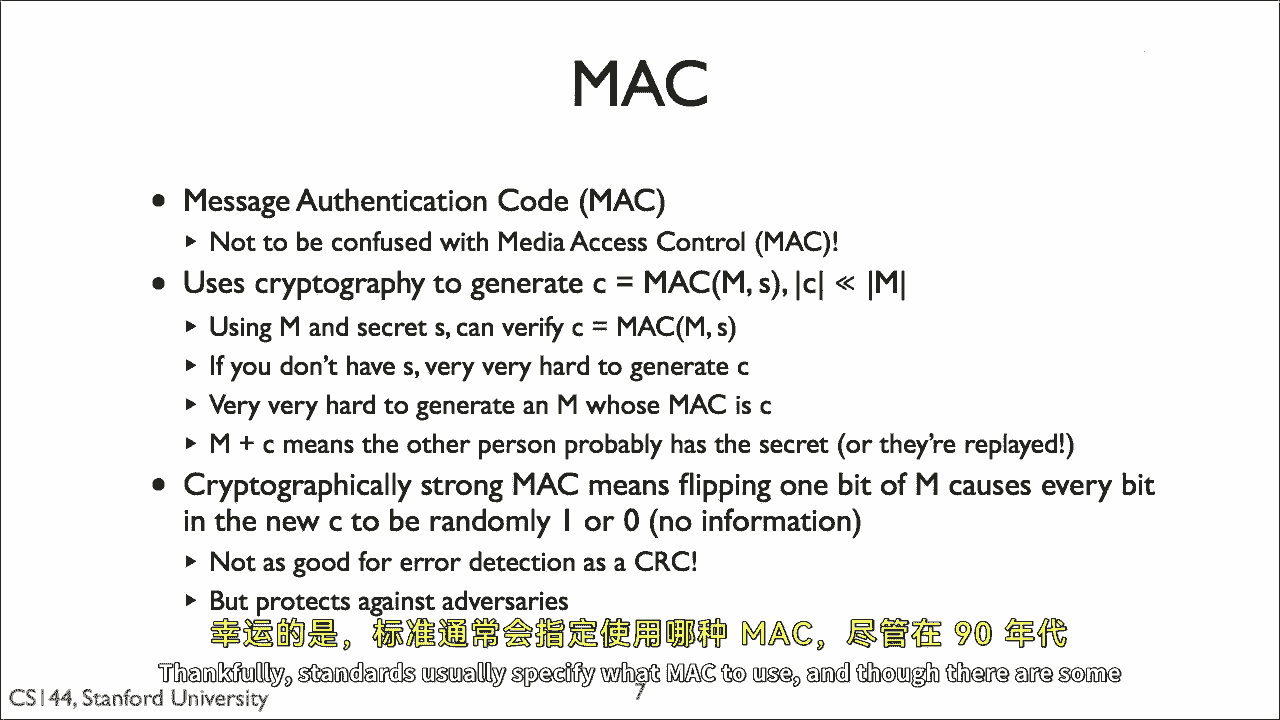 MAC
• Message Authentication Code (MAC)
▸ Not to be confused with Media Access Control (MAC)!
• Uses cryptography to generate c = MAC(M, s), |c| ≪ |M|
▸ Using M and secret s, can verify c = MAC(M, s)
▸ If you don't have s, very very hard to generate c
▸ Very very hard to generate an M whose MAC is c
▸ M + c means the other person probably has the secret (or they're replayed!)
• Cryptographically strong MAC means flipping one bit of M causes every bit
in the new c to be randomly 1 or 0 (no information)
▸ Not as good for error detection as a CRC!
▸ But protects against adversaries
幸运的是，标准通常会指定使用哪种 MAC，尽管在 90 年代
Thankfully, standards usually specify what MAC to use, and though there are some
CS144, Stanford University
7